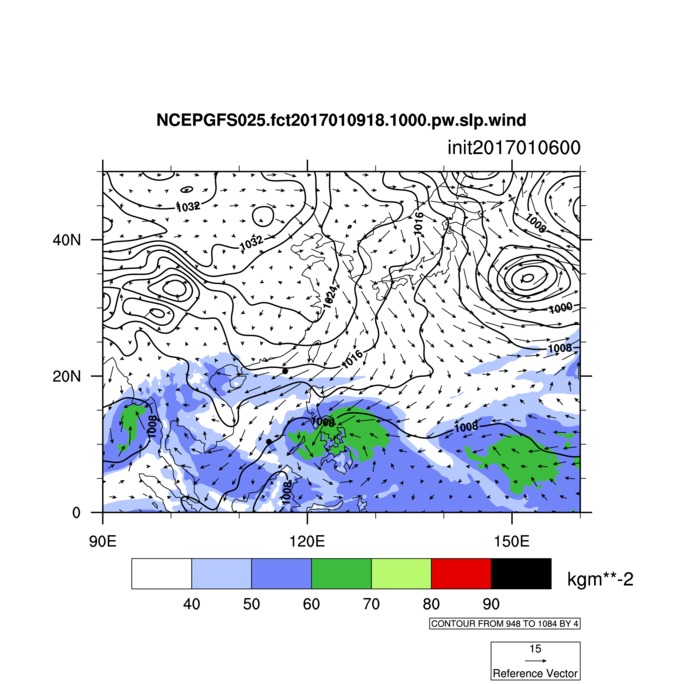 NCEPGFS025.fct2017010918.1000.pw.slp.wind
init2017010600
1032
1008
1016
40N
1032
1024
1000
1008
1016
20N
1008
1008
1008
1008
0
90E 120E 150E
kgm**-2
40 50 60 70 80 90
CONTOUR FROM 948 TO 1084 BY 4
15
Reference Vector